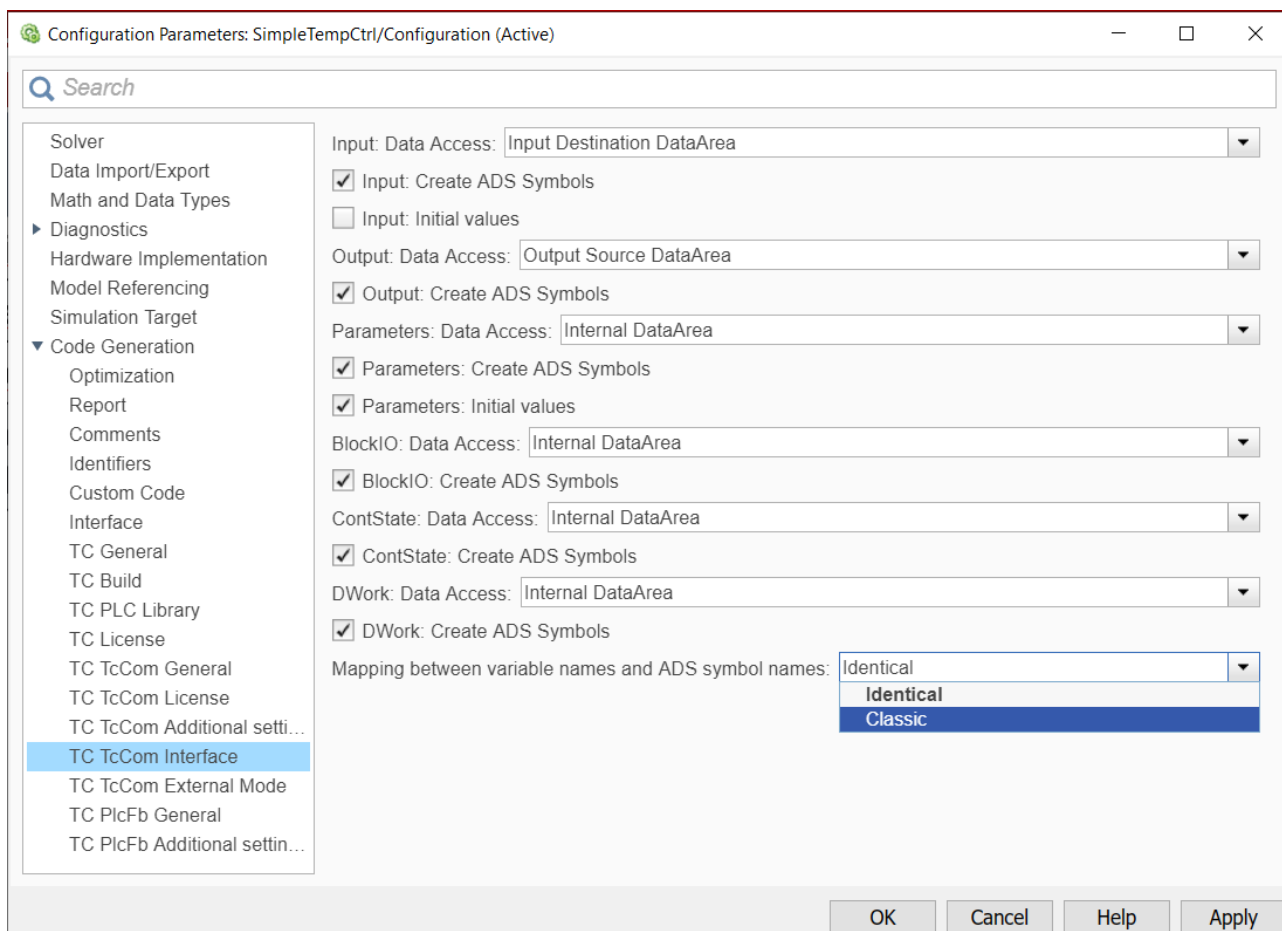 Configuration Parameters: SimpleTempCtrl/Configuration (Active)
Search
Solver
Data Import/Export
Math and Data Types
Diagnostics
Hardware Implementation
Model Referencing
Simulation Target
Code Generation
Optimization
Report
Comments
Identifiers
Custom Code
Interface
TC General
TC Build
TC PLC Library
TC License
TC TcCom General
TC TcCom License
TC TcCom Additional setti...
TC TcCom Interface
TC TcCom External Mode
TC PlcFb General
TC PlcFb Additional settin...
Input: Data Access: Input Destination DataArea
Input: Create ADS Symbols
Input: Initial values
Output: Data Access: Output Source DataArea
Output: Create ADS Symbols
Parameters: Data Access: Internal DataArea
Parameters: Create ADS Symbols
Parameters: Initial values
BlockIO: Data Access: Internal DataArea
BlockIO: Create ADS Symbols
ContState: Data Access: Internal DataArea
ContState: Create ADS Symbols
DWork: Data Access: Internal DataArea
DWork: Create ADS Symbols
Mapping between variable names and ADS symbol names: Identical
Identical
Classic
OK Cancel Help Apply